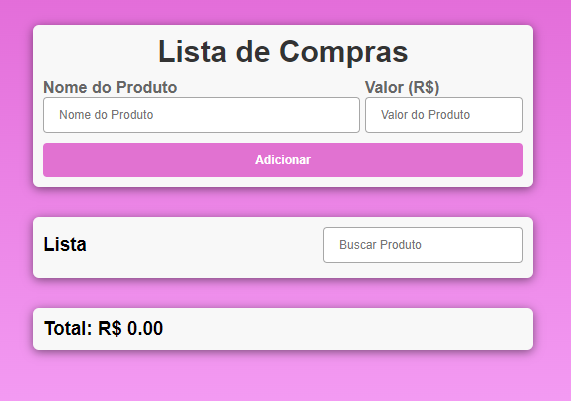 Lista de Compras
Nome do Produto Valor (R$)
Nome do Produto Valor do Produto
Adicionar
Lista Buscar Produto
Total: R$ 0.00